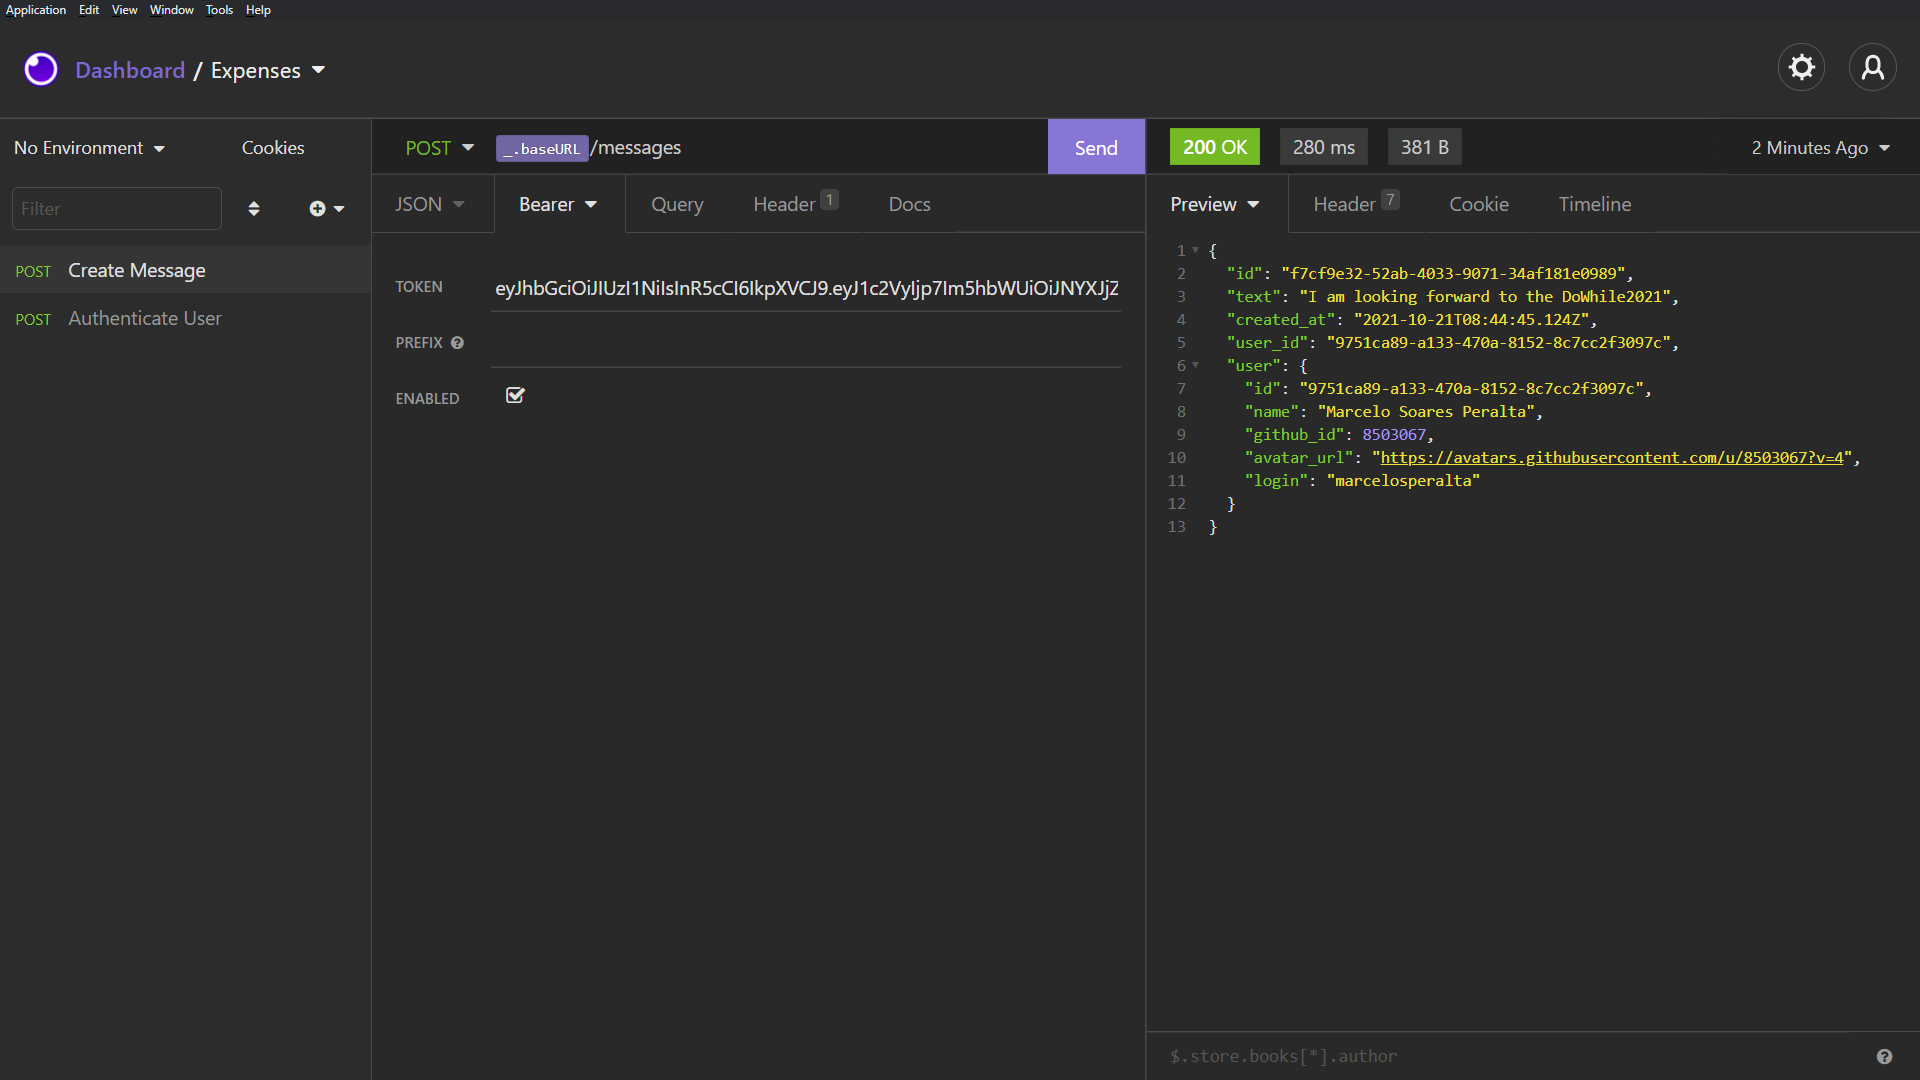 Application Edit View Window Tools Help
Dashboard / Expenses
No Environment Cookies
Filter
POST Create Message
POST Authenticate User
POST _.baseURL /messages Send
JSON Bearer Query Header 1 Docs
TOKEN eyJhbGciOiJIUzI1NiIsInR5cCI6IkpXVCJ9.eyJ1c2VyIjp7Im5hbWUiOiJNYXJjZ
PREFIX
ENABLED
200 OK 280 ms 381 B 2 Minutes Ago
Preview Header 7 Cookie Timeline
1 {
2 "id": "f7cf9e32-52ab-4033-9071-34af181e0989",
3 "text": "I am looking forward to the DoWhile2021",
4 "created_at": "2021-10-21T08:44:45.124Z",
5 "user_id": "9751ca89-a133-470a-8152-8c7cc2f3097c",
6 "user": {
7 "id": "9751ca89-a133-470a-8152-8c7cc2f3097c",
8 "name": "Marcelo Soares Peralta",
9 "github_id": 8503067,
10 "avatar_url": "https://avatars.githubusercontent.com/u/8503067?v=4",
11 "login": "marcelosperalta"
12 }
13 }
$.store.books[*].author